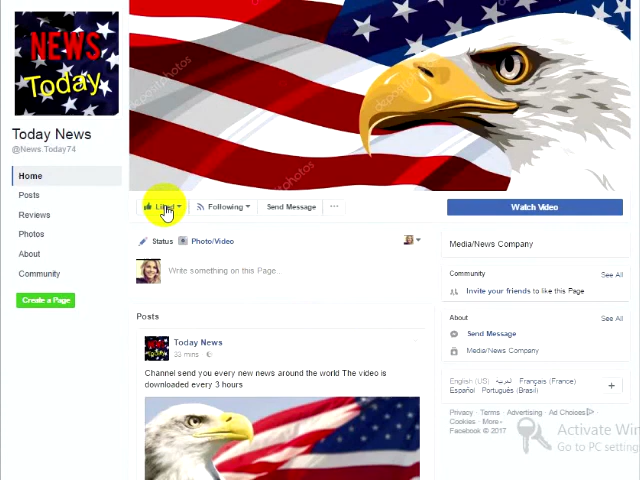 NEWS
Today
Today News
@News.Today74
Home
Posts
Reviews
Photos
About
Community
Create a Page
depositphotos
depositphotos
depositphotos
Liked
Following
Send Message
...
Watch Video
Status
Photo/Video
Write something on this Page..
Posts
Today News
33 mins
Channel send you every new news around the world The video is
downloaded every 3 hours
Media/News Company
Community
See All
Invite your friends to like this Page
About
See All
Send Message
Media/News Company
English (US) · العربية · Français (France) ·
Español · Português (Brasil)
Privacy · Terms · Advertising · Ad Choices
Cookies · More
Facebook © 2017
Activate Win
Go to PC setting